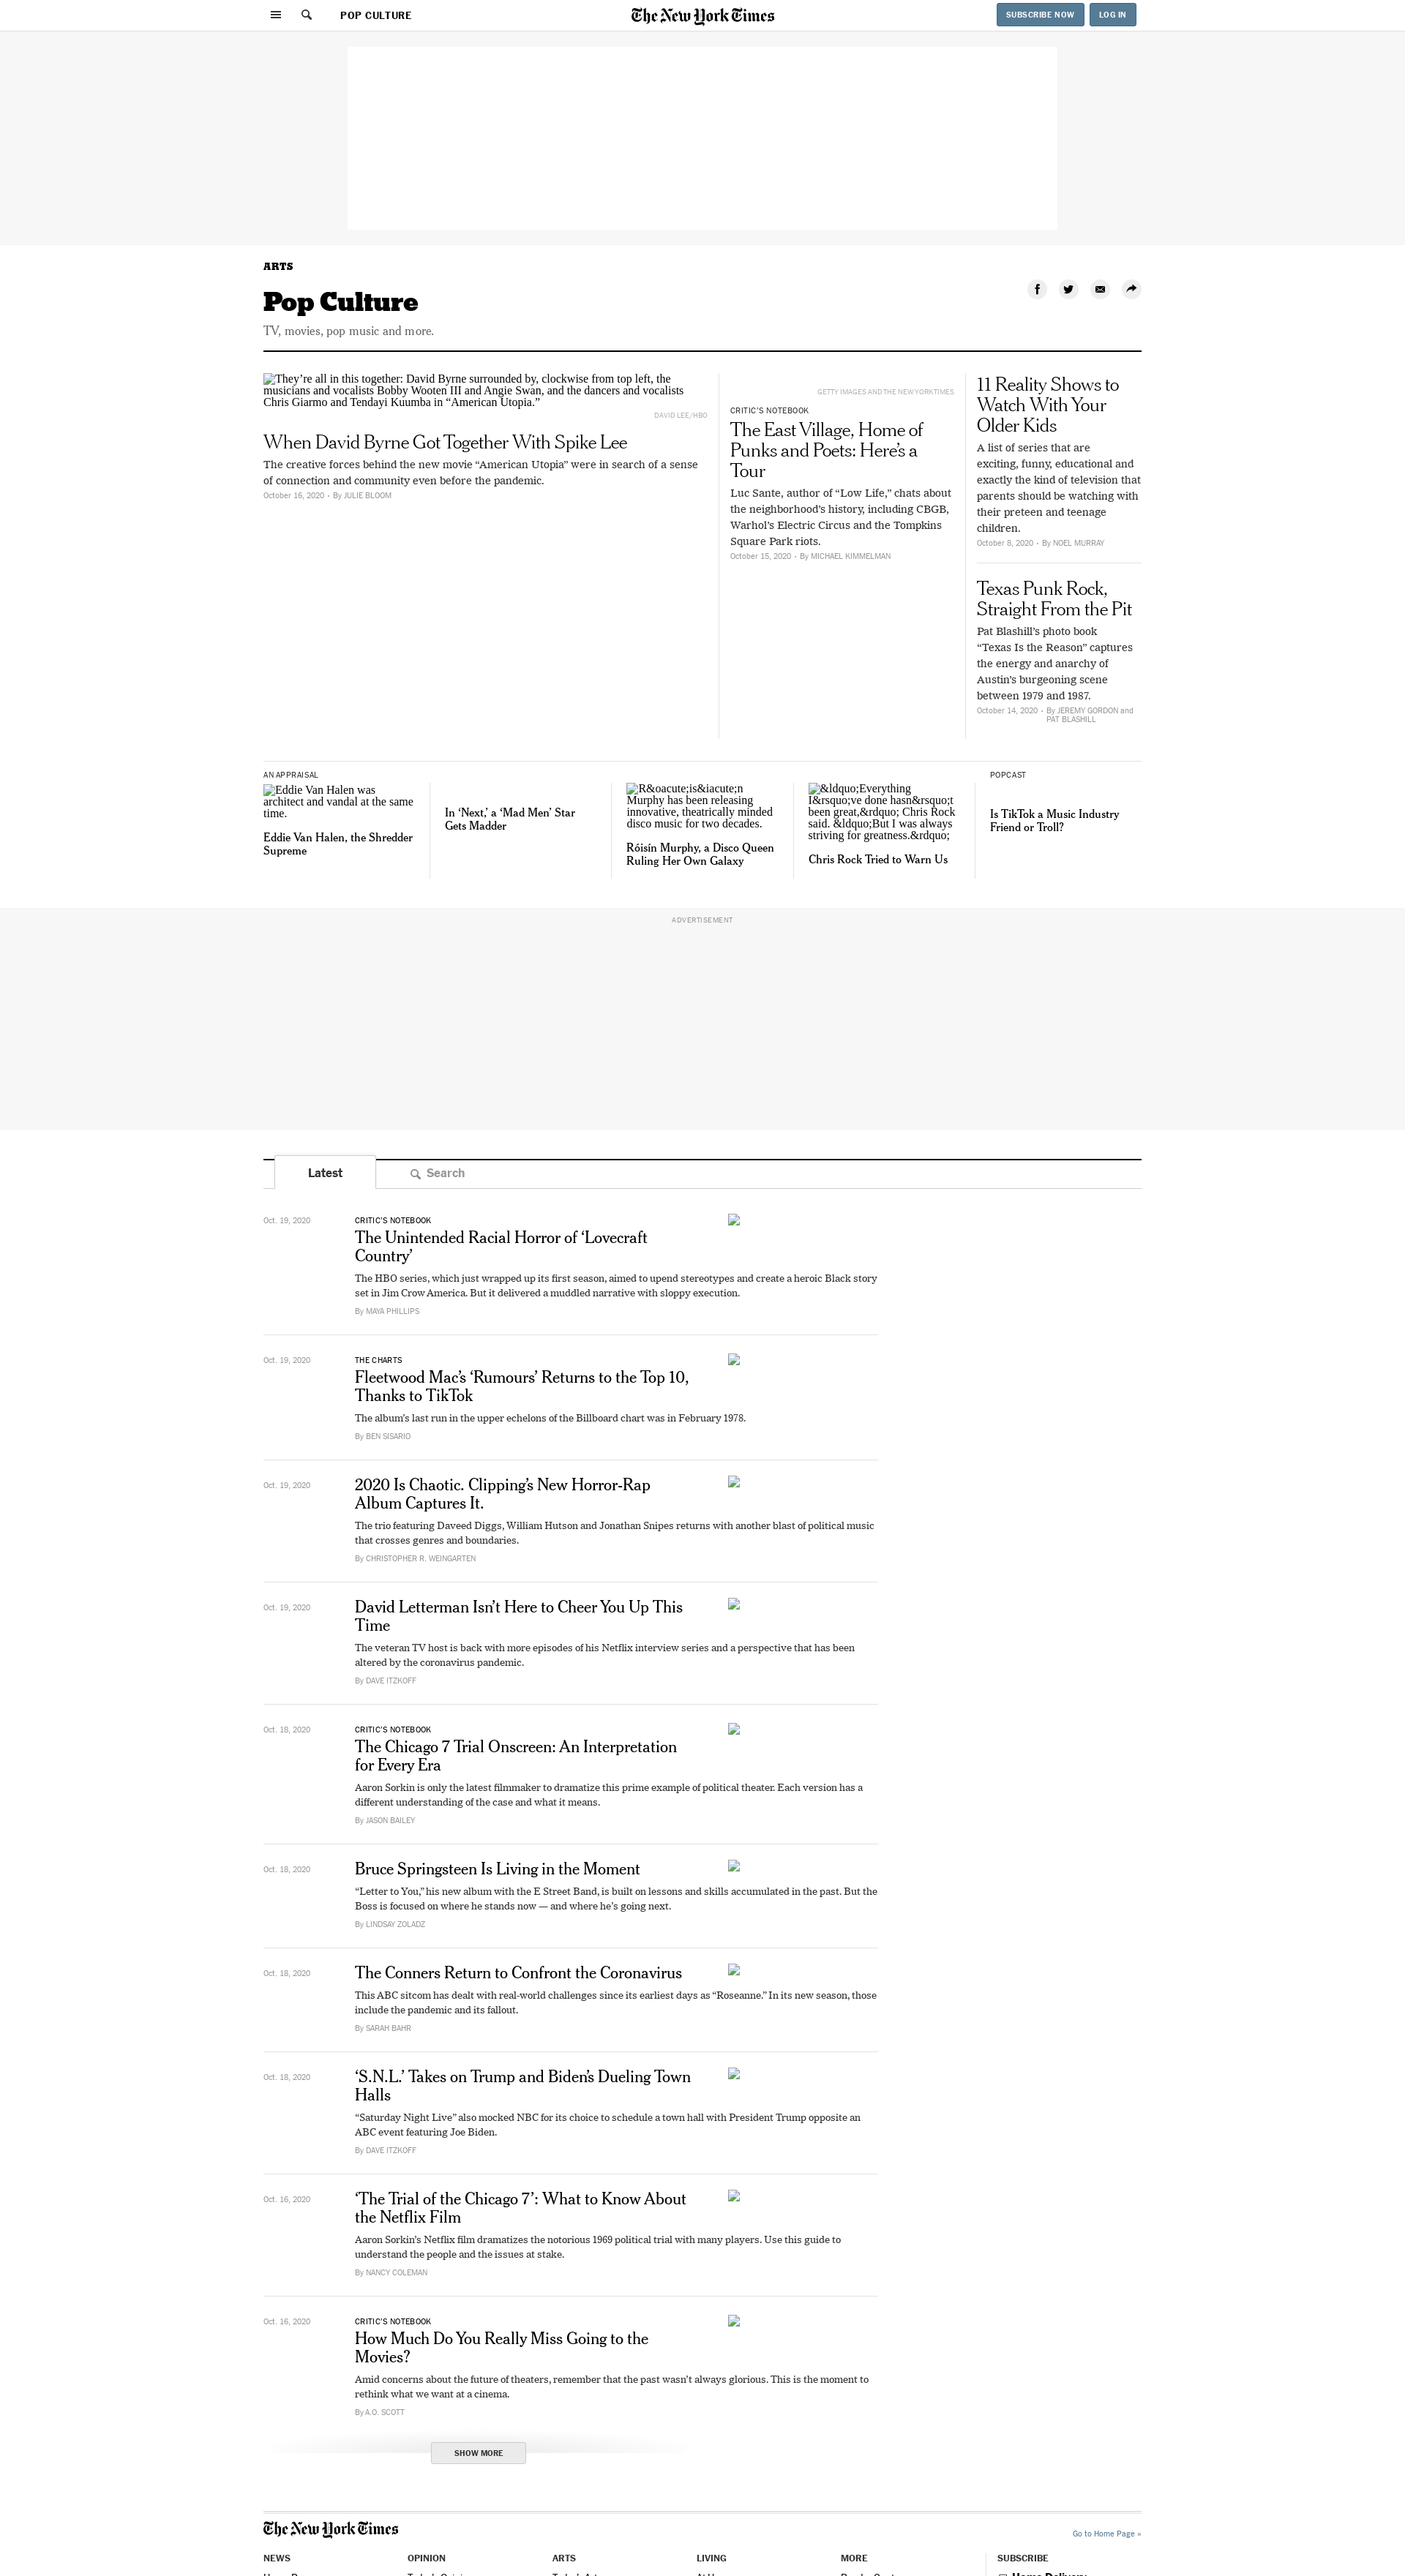 POP CULTURE
The New York Times
SUBSCRIBE NOW
LOG IN
ARTS
Pop Culture
TV, movies, pop music and more.
They’re all in this together: David Byrne surrounded by, clockwise from top left, the
musicians and vocalists Bobby Wooten III and Angie Swan, and the dancers and vocalists
Chris Giarmo and Tendayi Kuumba in “American Utopia.”
DAVID LEE/HBO
When David Byrne Got Together With Spike Lee
The creative forces behind the new movie “American Utopia” were in search of a sense
of connection and community even before the pandemic.
October 16, 2020 • By JULIE BLOOM
GETTY IMAGES AND THE NEW YORK TIMES
CRITIC’S NOTEBOOK
The East Village, Home of
Punks and Poets: Here’s a
Tour
Luc Sante, author of “Low Life,” chats about
the neighborhood’s history, including CBGB,
Warhol’s Electric Circus and the Tompkins
Square Park riots.
October 15, 2020 • By MICHAEL KIMMELMAN
11 Reality Shows to
Watch With Your
Older Kids
A list of series that are
exciting, funny, educational and
exactly the kind of television that
parents should be watching with
their preteen and teenage
children.
October 8, 2020 • By NOEL MURRAY
Texas Punk Rock,
Straight From the Pit
Pat Blashill’s photo book
“Texas Is the Reason” captures
the energy and anarchy of
Austin’s burgeoning scene
between 1979 and 1987.
October 14, 2020 • By JEREMY GORDON and
PAT BLASHILL
AN APPRAISAL
Eddie Van Halen was
architect and vandal at the same
time.
Eddie Van Halen, the Shredder
Supreme
In ‘Next,’ a ‘Mad Men’ Star
Gets Madder
R&oacute;is&iacute;n
Murphy has been releasing
innovative, theatrically minded
disco music for two decades.
Róisín Murphy, a Disco Queen
Ruling Her Own Galaxy
&ldquo;Everything
I&rsquo;ve done hasn&rsquo;t
been great,&rdquo; Chris Rock
said. &ldquo;But I was always
striving for greatness.&rdquo;
Chris Rock Tried to Warn Us
POPCAST
Is TikTok a Music Industry
Friend or Troll?
ADVERTISEMENT
Latest
Search
Oct. 19, 2020
CRITIC’S NOTEBOOK
The Unintended Racial Horror of ‘Lovecraft
Country’
The HBO series, which just wrapped up its first season, aimed to upend stereotypes and create a heroic Black story
set in Jim Crow America. But it delivered a muddled narrative with sloppy execution.
By MAYA PHILLIPS
Oct. 19, 2020
THE CHARTS
Fleetwood Mac’s ‘Rumours’ Returns to the Top 10,
Thanks to TikTok
The album’s last run in the upper echelons of the Billboard chart was in February 1978.
By BEN SISARIO
Oct. 19, 2020
2020 Is Chaotic. Clipping’s New Horror-Rap
Album Captures It.
The trio featuring Daveed Diggs, William Hutson and Jonathan Snipes returns with another blast of political music
that crosses genres and boundaries.
By CHRISTOPHER R. WEINGARTEN
Oct. 19, 2020
David Letterman Isn’t Here to Cheer You Up This
Time
The veteran TV host is back with more episodes of his Netflix interview series and a perspective that has been
altered by the coronavirus pandemic.
By DAVE ITZKOFF
Oct. 18, 2020
CRITIC’S NOTEBOOK
The Chicago 7 Trial Onscreen: An Interpretation
for Every Era
Aaron Sorkin is only the latest filmmaker to dramatize this prime example of political theater. Each version has a
different understanding of the case and what it means.
By JASON BAILEY
Oct. 18, 2020
Bruce Springsteen Is Living in the Moment
“Letter to You,” his new album with the E Street Band, is built on lessons and skills accumulated in the past. But the
Boss is focused on where he stands now — and where he’s going next.
By LINDSAY ZOLADZ
Oct. 18, 2020
The Conners Return to Confront the Coronavirus
This ABC sitcom has dealt with real-world challenges since its earliest days as “Roseanne.” In its new season, those
include the pandemic and its fallout.
By SARAH BAHR
Oct. 18, 2020
‘S.N.L.’ Takes on Trump and Biden’s Dueling Town
Halls
“Saturday Night Live” also mocked NBC for its choice to schedule a town hall with President Trump opposite an
ABC event featuring Joe Biden.
By DAVE ITZKOFF
Oct. 16, 2020
‘The Trial of the Chicago 7’: What to Know About
the Netflix Film
Aaron Sorkin’s Netflix film dramatizes the notorious 1969 political trial with many players. Use this guide to
understand the people and the issues at stake.
By NANCY COLEMAN
Oct. 16, 2020
CRITIC’S NOTEBOOK
How Much Do You Really Miss Going to the
Movies?
Amid concerns about the future of theaters, remember that the past wasn’t always glorious. This is the moment to
rethink what we want at a cinema.
By A.O. SCOTT
SHOW MORE
The New York Times
Go to Home Page »
NEWS
OPINION
ARTS
LIVING
MORE
SUBSCRIBE